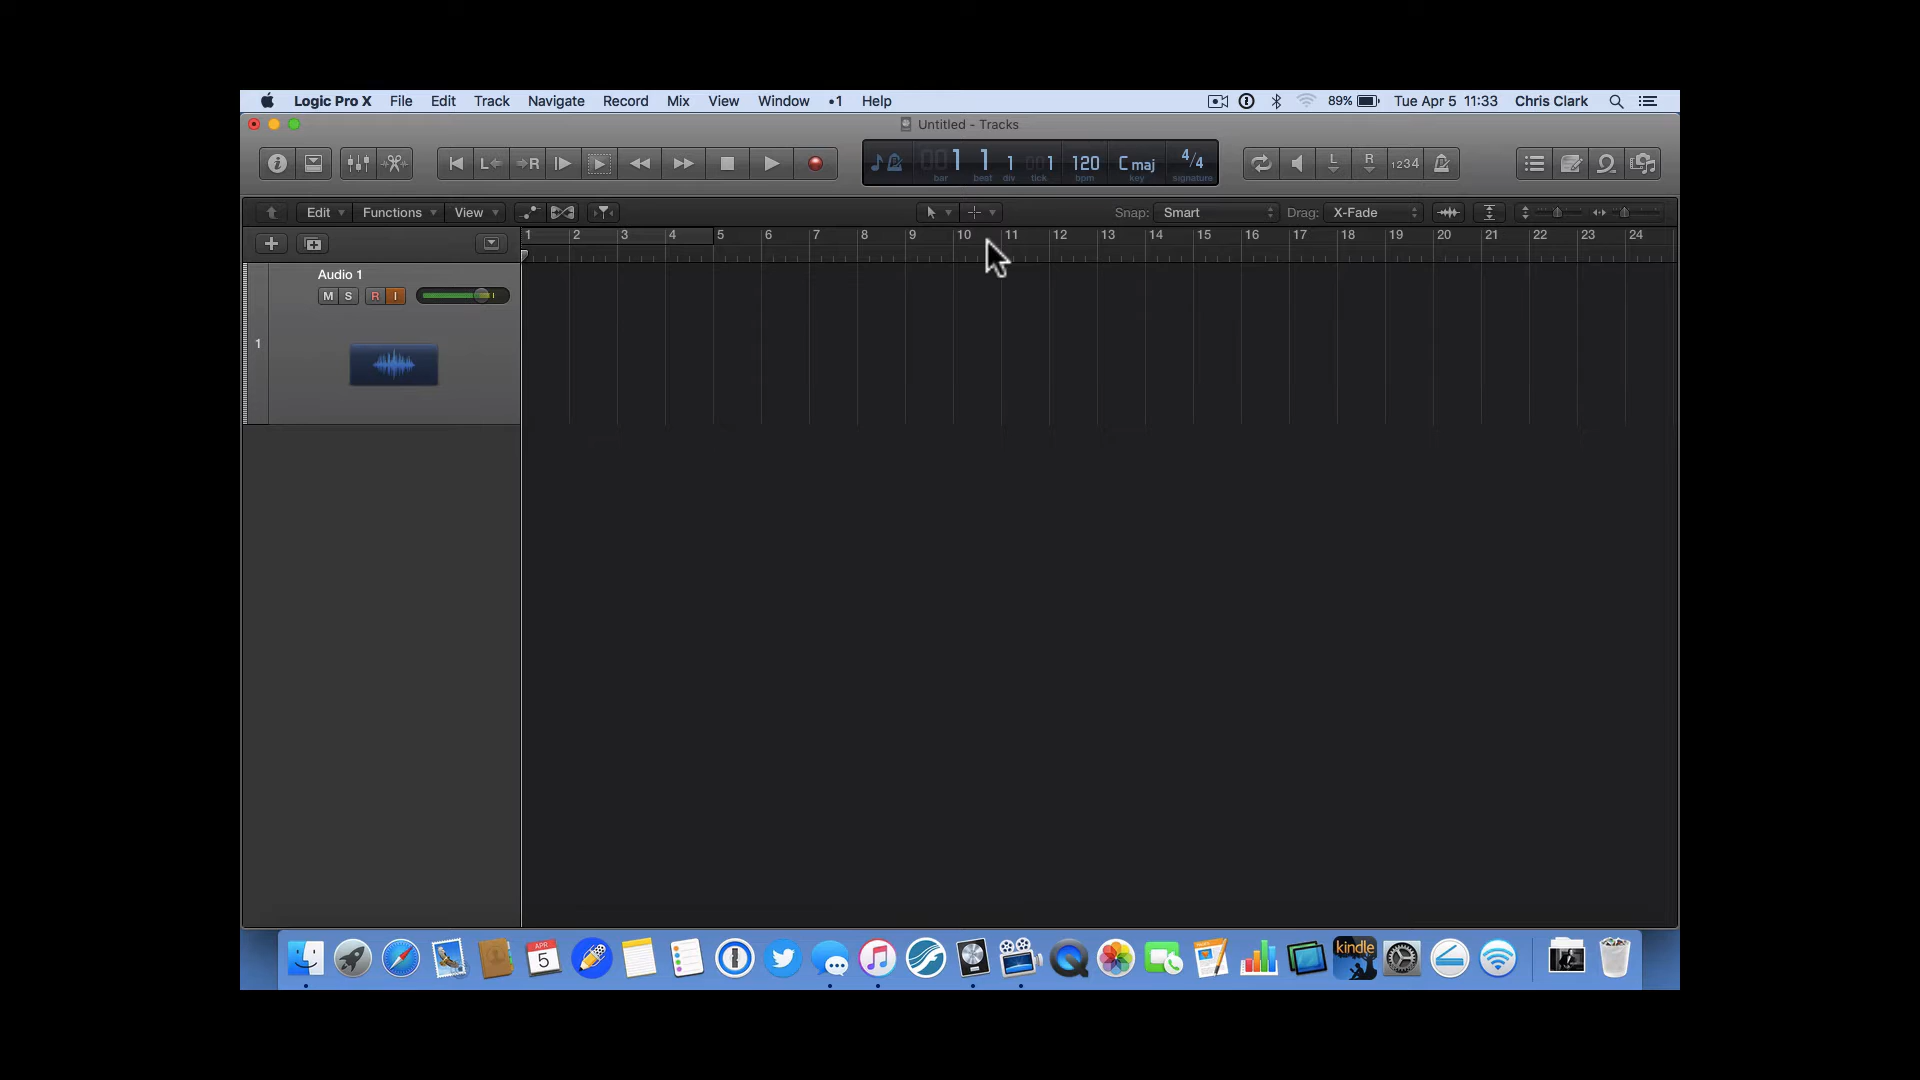 Logic Pro X File Edit Track Navigate Record Mix View Window 1 Help 89% Tue Apr 5 11:33 Chris Clark
Untitled - Tracks
L R 001 1 1 001 120 C maj 4/4 L R 1234
bar beat div tick bpm key signature
Edit Functions View Snap: Smart Drag: X-Fade
1 2 3 4 5 6 7 8 9 10 11 12 13 14 15 16 17 18 19 20 21 22 23 24
Audio 1
M S R I
1
APR
5
kindle